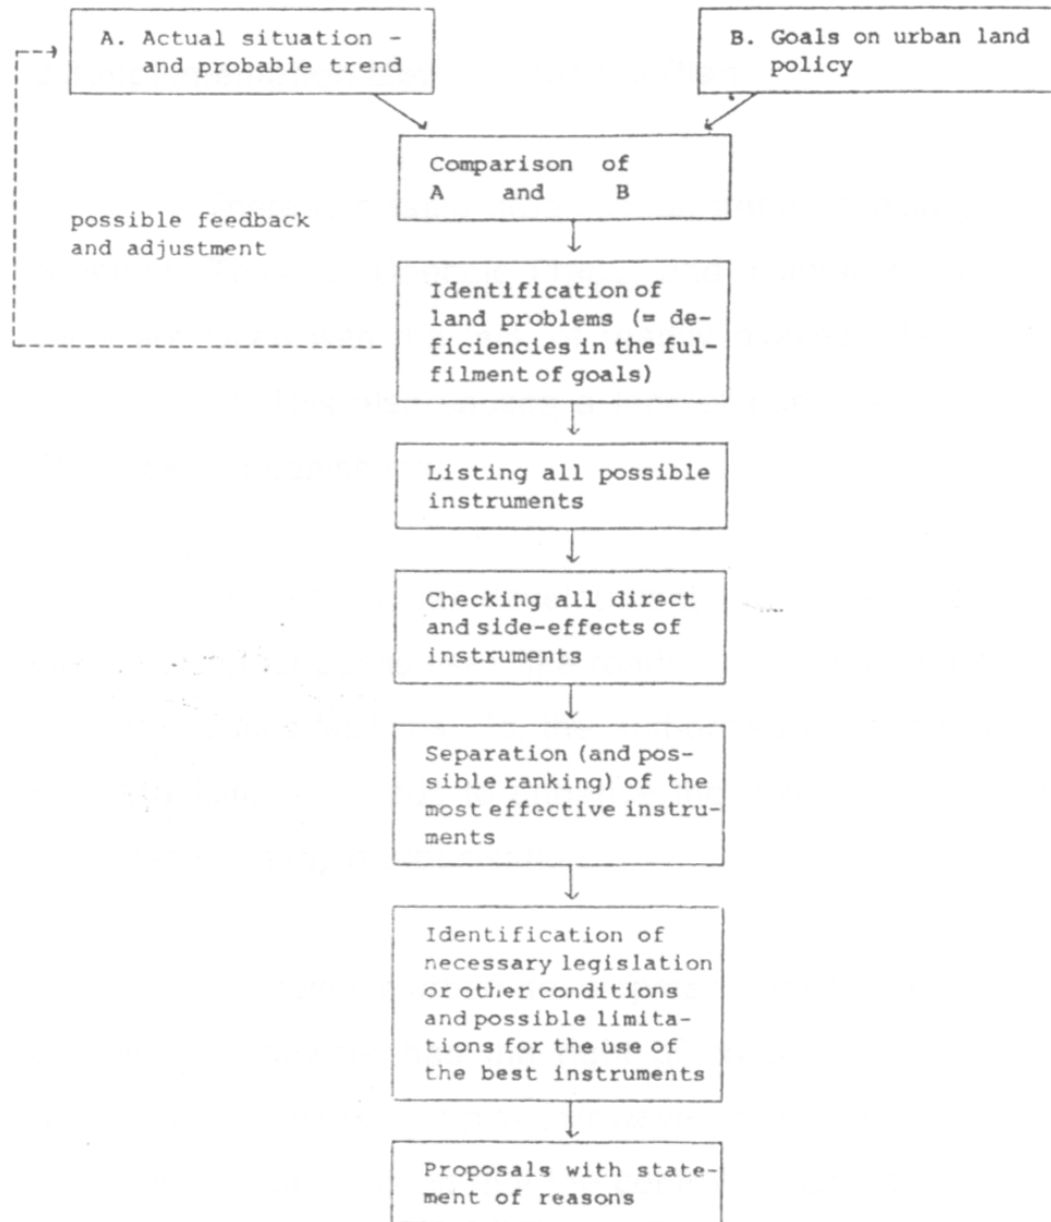 A. Actual situation -
and probable trend
B. Goals on urban land
policy
Comparison of
A and B
possible feedback
and adjustment
Identification of
land problems (= de-
ficiencies in the ful-
filment of goals)
Listing all possible
instruments
Checking all direct
and side-effects of
instruments
Separation (and pos-
sible ranking) of the
most effective instru-
ments
Identification of
necessary legislation
or other conditions
and possible limita-
tions for the use of
the best instruments
Proposals with state-
ment of reasons